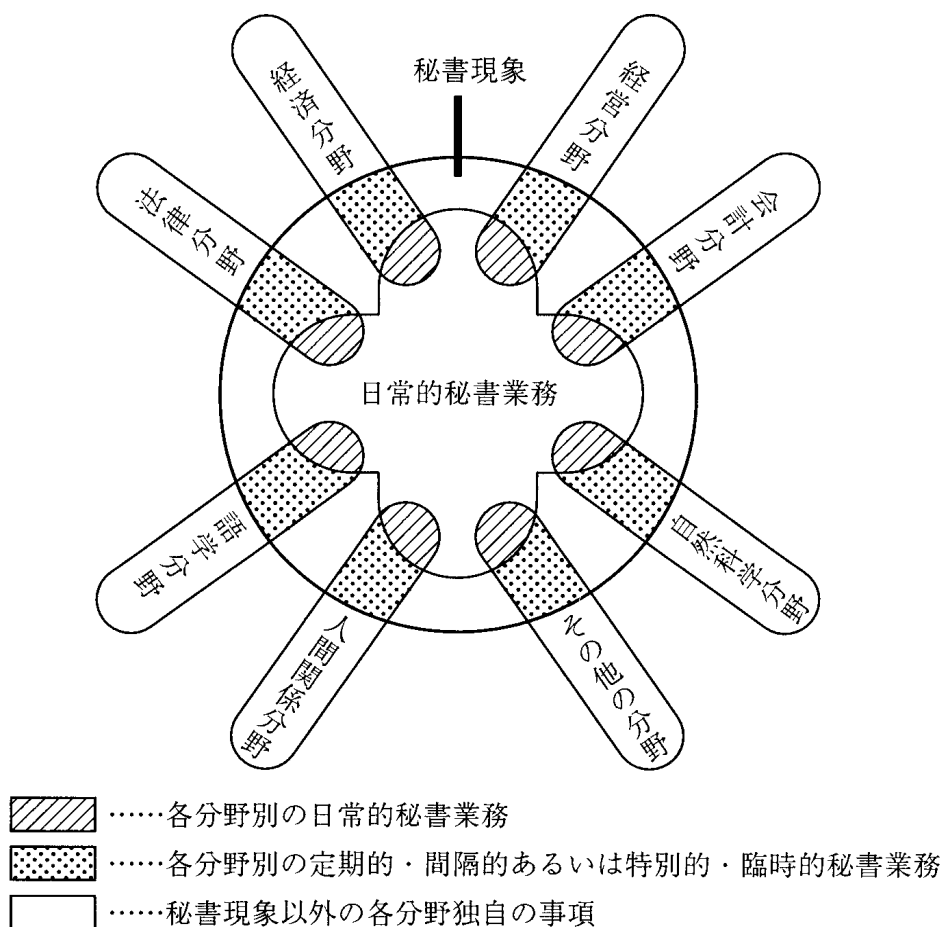 秘書現象
経済分野
経営分野
法律分野
会計分野
日常的秘書業務
語学分野
自然科学分野
人間関係分野
その他の分野
……各分野別の日常的秘書業務
……各分野別の定期的・間隔的あるいは特別的・臨時的秘書業務
……秘書現象以外の各分野独自の事項